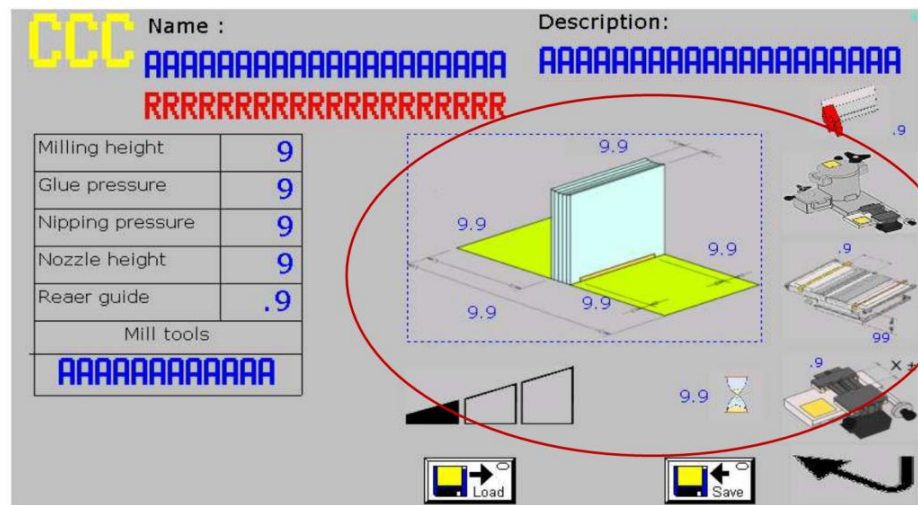 CCC
Name :
Description:
AAAAAAAAAAAAAAAAAAAA
AAAAAAAAAAAAAAAAAAAA
RRRRRRRRRRRRRRRRRRRR
.9
Milling height 9
Glue pressure 9
Nipping pressure 9
Nozzle height 9
Reaer guide .9
Mill tools
AAAAAAAAAAAA
9.9
9.9
9.9
9.9
9.9
.9
99
9.9
.9
X ±
Load
Save